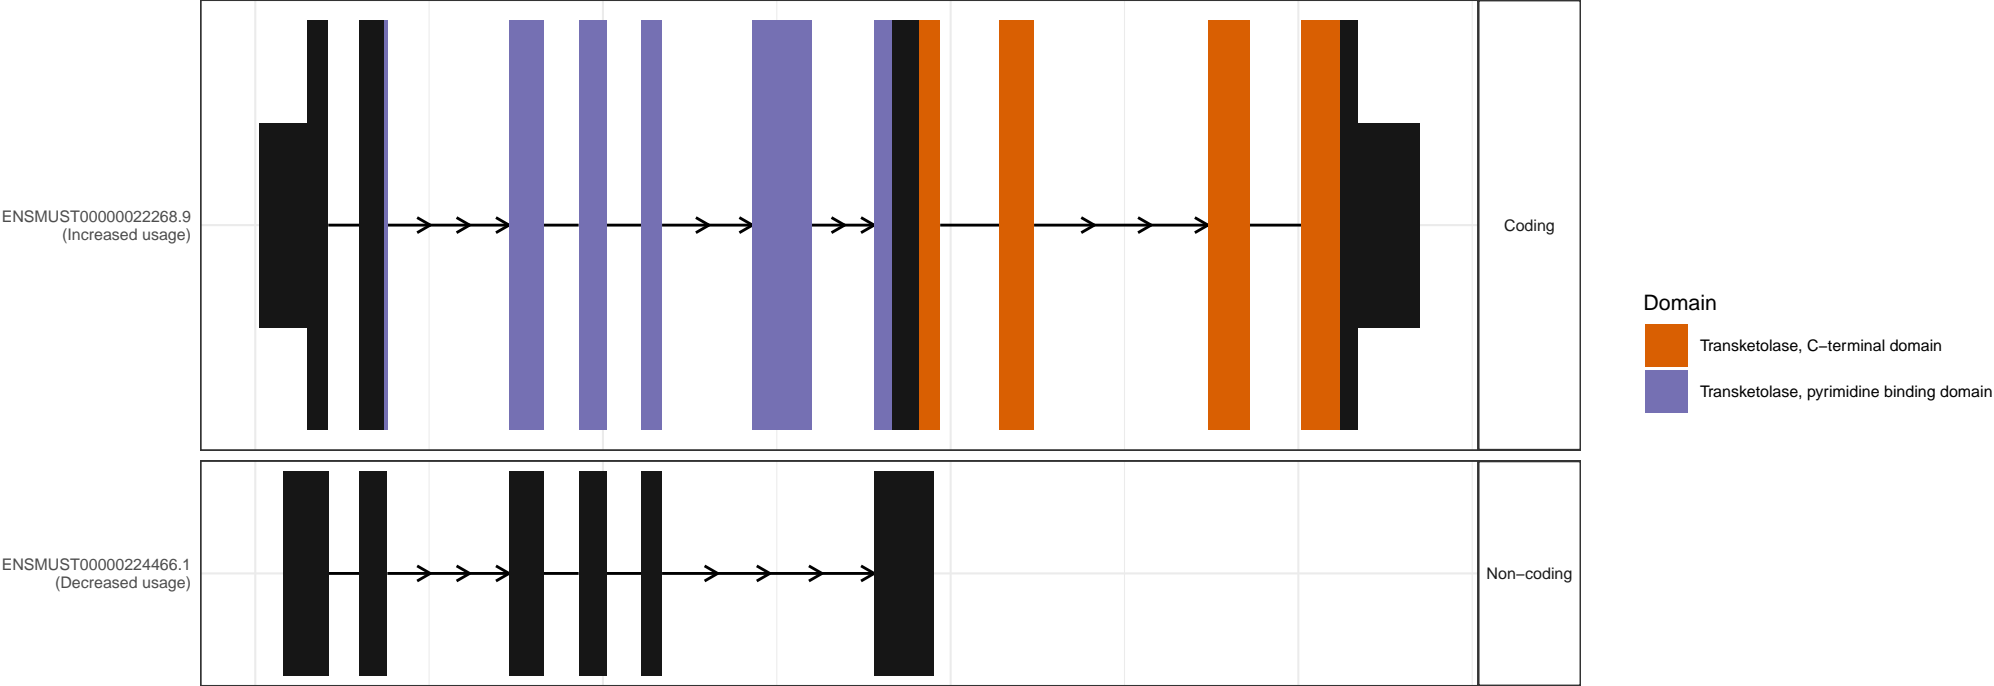 ENSMUST00000022268.9
(Increased usage)
Coding
Domain
Transketolase, C−terminal domain
Transketolase, pyrimidine binding domain
ENSMUST00000224466.1
(Decreased usage)
Non−coding